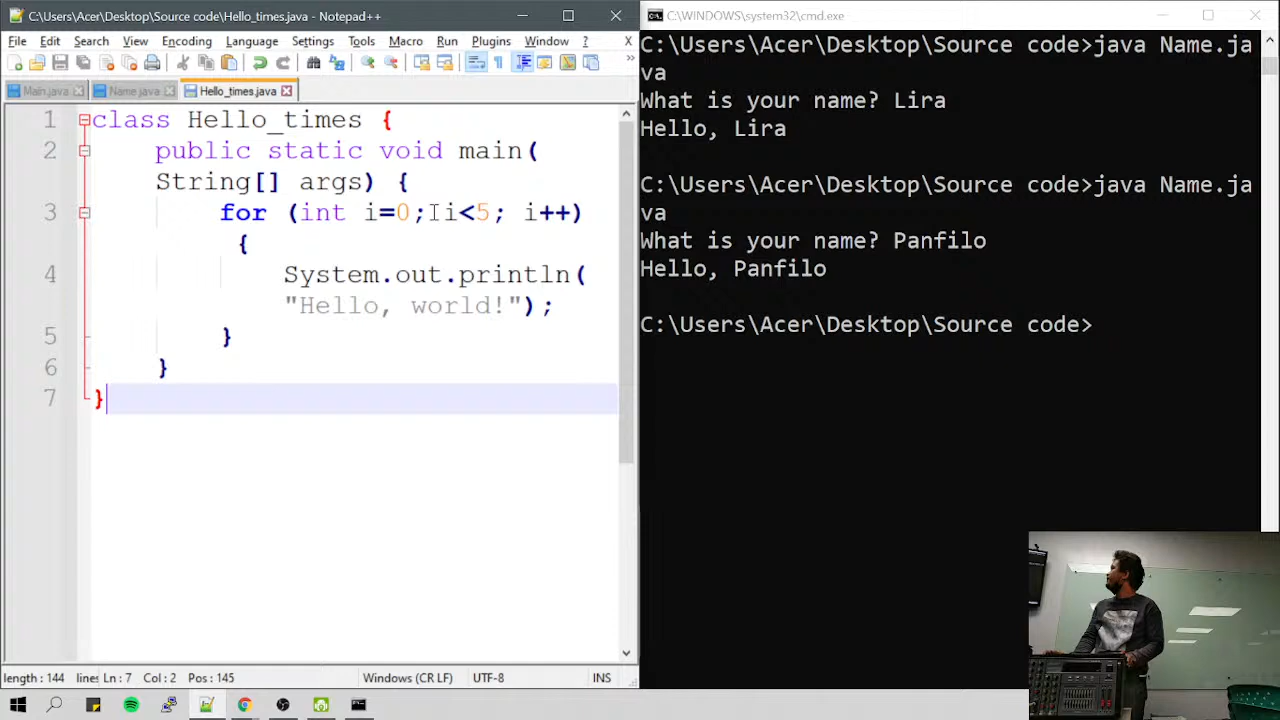 C:\Users\Acer\Desktop\Source code\Hello_times.java - Notepad++
File Edit Search View Encoding Language Settings Tools Macro Run Plugins Window ? X
Main.java Name.java Hello_times.java
1 class Hello_times {
2 public static void main(
String[] args) {
3 for (int i=0; i<5; i++)
{
4 System.out.println(
"Hello, world!");
5 }
6 }
7 }
length : 144 lines Ln : 7 Col : 2 Pos : 145 Windows (CR LF) UTF-8 INS
C:\WINDOWS\system32\cmd.exe
C:\Users\Acer\Desktop\Source code>java Name.ja
va
What is your name? Lira
Hello, Lira
C:\Users\Acer\Desktop\Source code>java Name.ja
va
What is your name? Panfilo
Hello, Panfilo
C:\Users\Acer\Desktop\Source code>